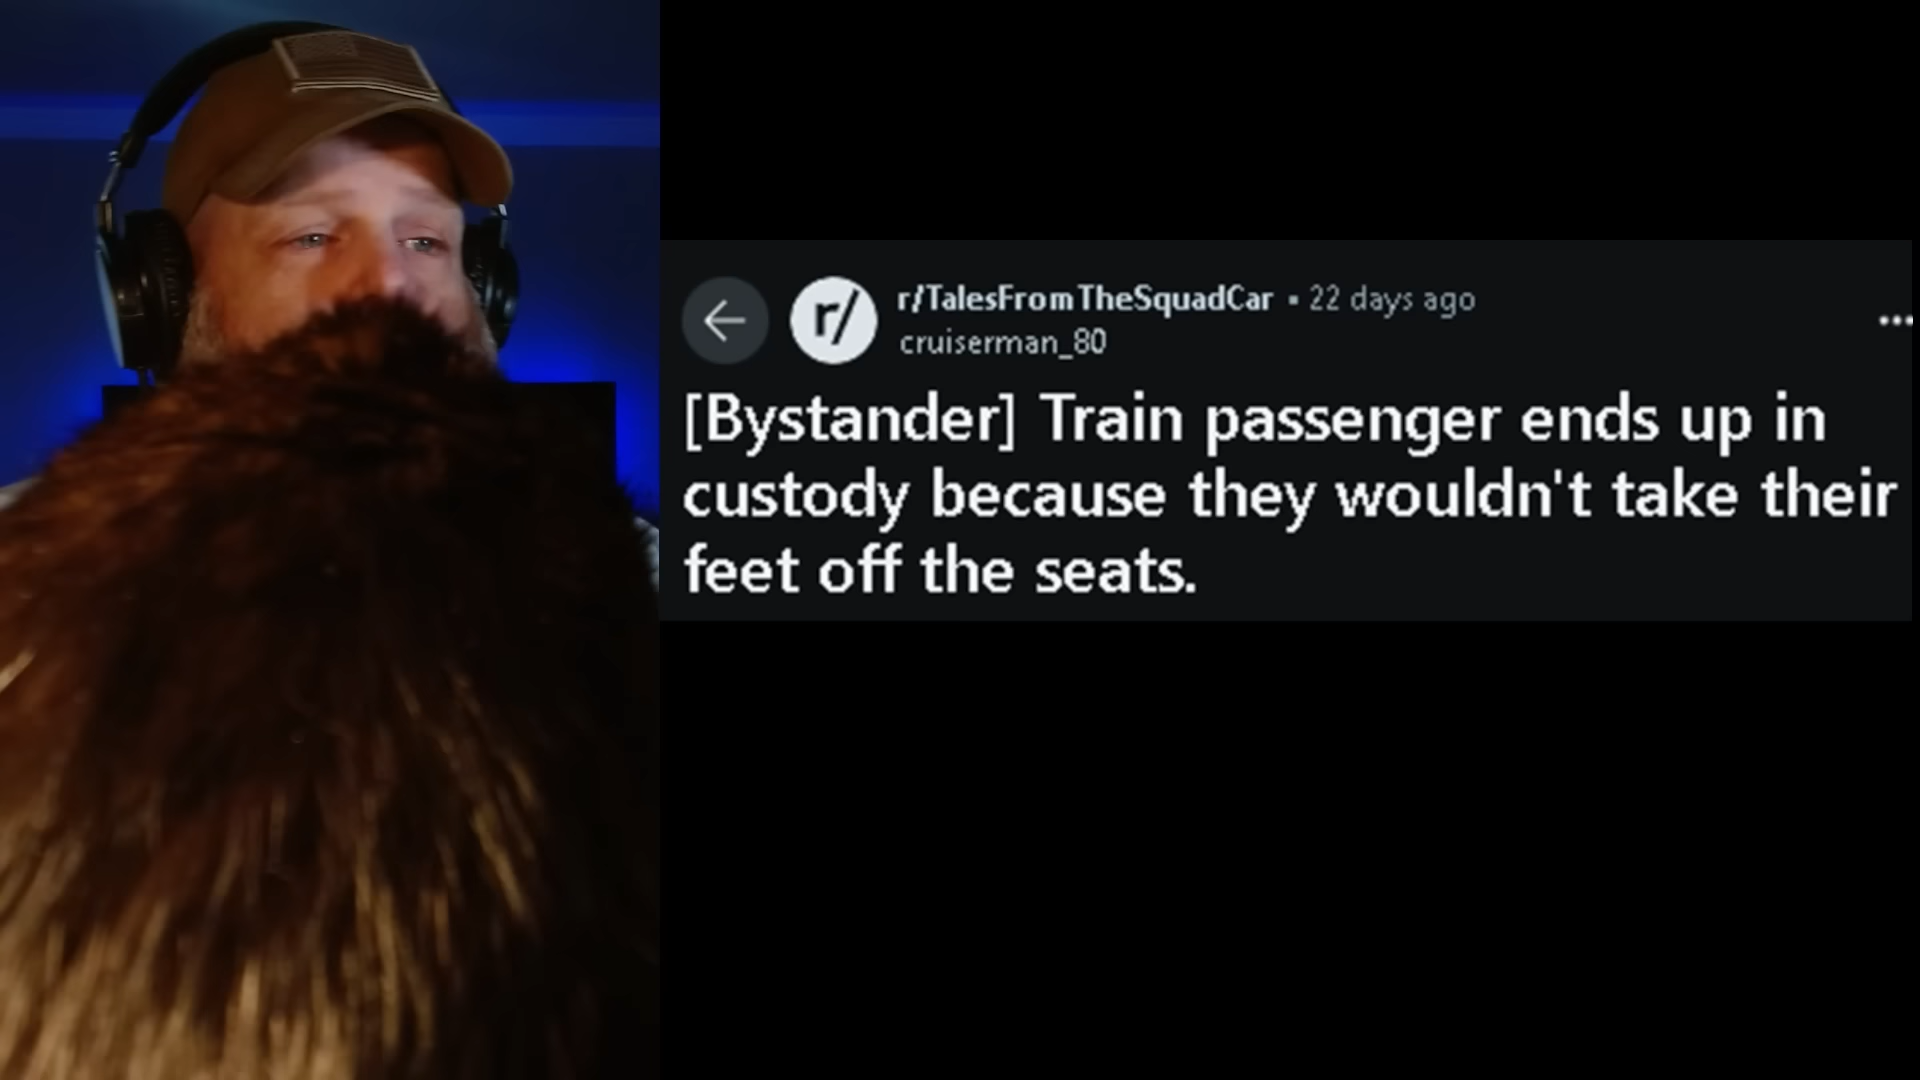 r/TalesFromTheSquadCar • 22 days ago
cruiserman_80
[Bystander] Train passenger ends up in
custody because they wouldn't take their
feet off the seats.